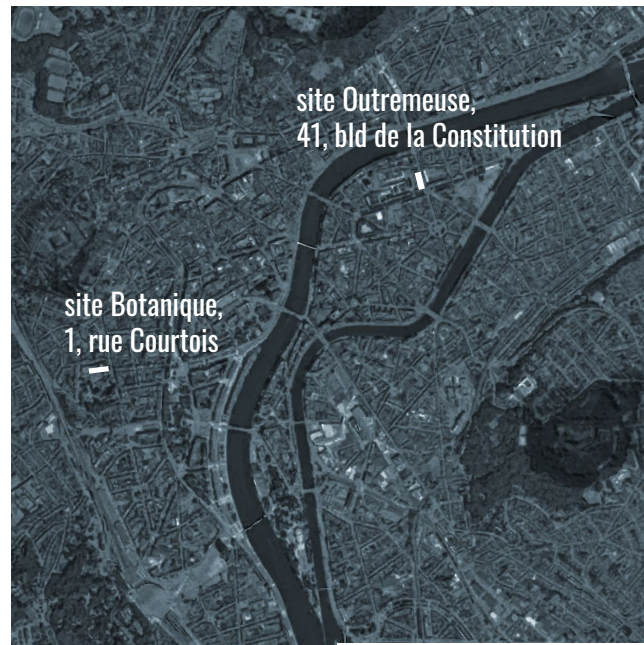 site Outremeuse,
41, bld de la Constitution
site Botanique,
1, rue Courtois